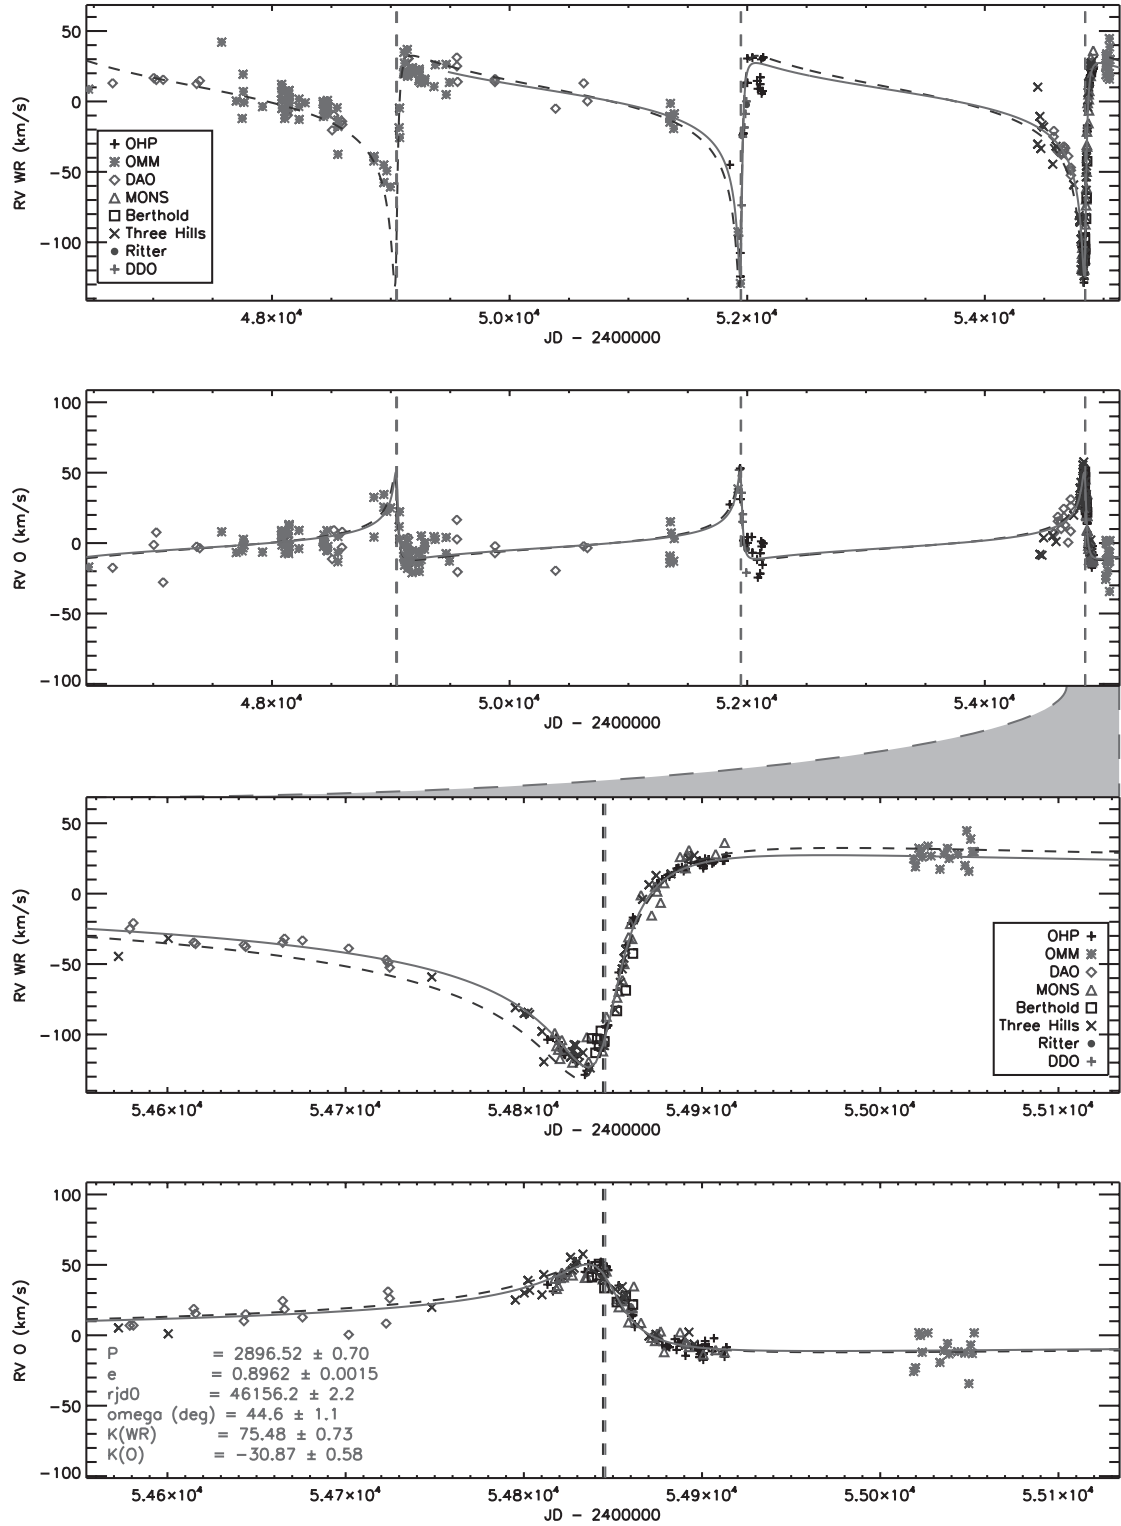 50
0
−50
−100
RV WR (km/s)
OHP
OMM
DAO
MONS
Berthold
Three Hills
Ritter
DDO
4.8×10⁴ 5.0×10⁴ 5.2×10⁴ 5.4×10⁴
JD − 2400000
100
50
0
−50
−100
RV O (km/s)
4.8×10⁴ 5.0×10⁴ 5.2×10⁴ 5.4×10⁴
JD − 2400000
50
0
−50
−100
RV WR (km/s)
OHP
OMM
DAO
MONS
Berthold
Three Hills
Ritter
DDO
5.46×10⁴ 5.47×10⁴ 5.48×10⁴ 5.49×10⁴ 5.50×10⁴ 5.51×10⁴
JD − 2400000
100
50
0
−50
−100
RV O (km/s)
P = 2896.52 ± 0.70
e = 0.8962 ± 0.0015
rjd0 = 46156.2 ± 2.2
omega (deg) = 44.6 ± 1.1
K(WR) = 75.48 ± 0.73
K(O) = −30.87 ± 0.58
5.46×10⁴ 5.47×10⁴ 5.48×10⁴ 5.49×10⁴ 5.50×10⁴ 5.51×10⁴
JD − 2400000